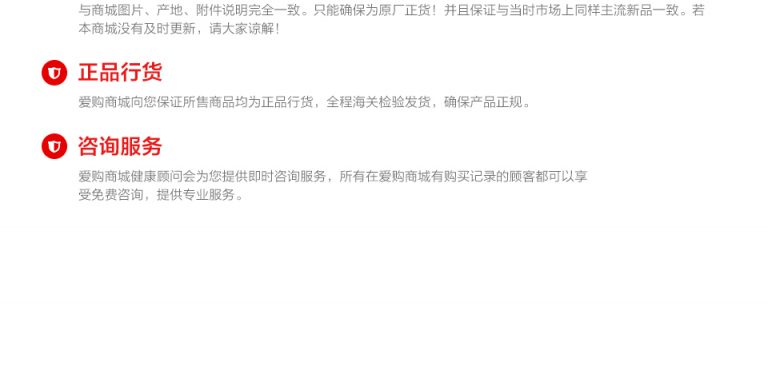 与商城图片、产地、附件说明完全一致。只能确保为原厂正货！并且保证与当时市场上同样主流新品一致。若
本商城没有及时更新，请大家谅解！
正品行货
爱购商城向您保证所售商品均为正品行货，全程海关检验发货，确保产品正规。
咨询服务
爱购商城健康顾问会为您提供即时咨询服务，所有在爱购商城有购买记录的顾客都可以享
受免费咨询，提供专业服务。